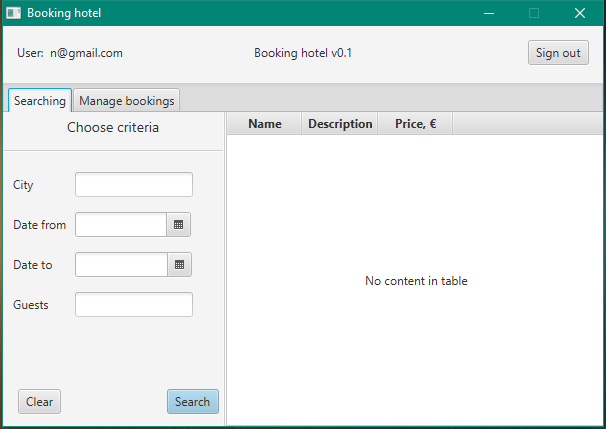 Booking hotel
User: n@gmail.com Booking hotel v0.1 Sign out
Searching Manage bookings
Choose criteria
Name Description Price, €
City
Date from
Date to
No content in table
Guests
Clear Search